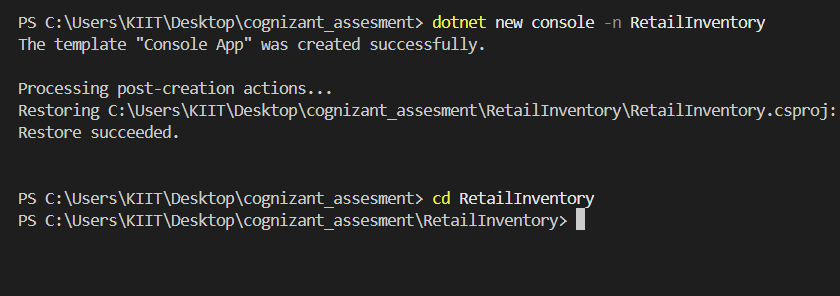 PS C:\Users\KIIT\Desktop\cognizant_assesment> dotnet new console -n RetailInventory
The template "Console App" was created successfully.
Processing post-creation actions...
Restoring C:\Users\KIIT\Desktop\cognizant_assesment\RetailInventory\RetailInventory.csproj:
Restore succeeded.
PS C:\Users\KIIT\Desktop\cognizant_assesment> cd RetailInventory
PS C:\Users\KIIT\Desktop\cognizant_assesment\RetailInventory>